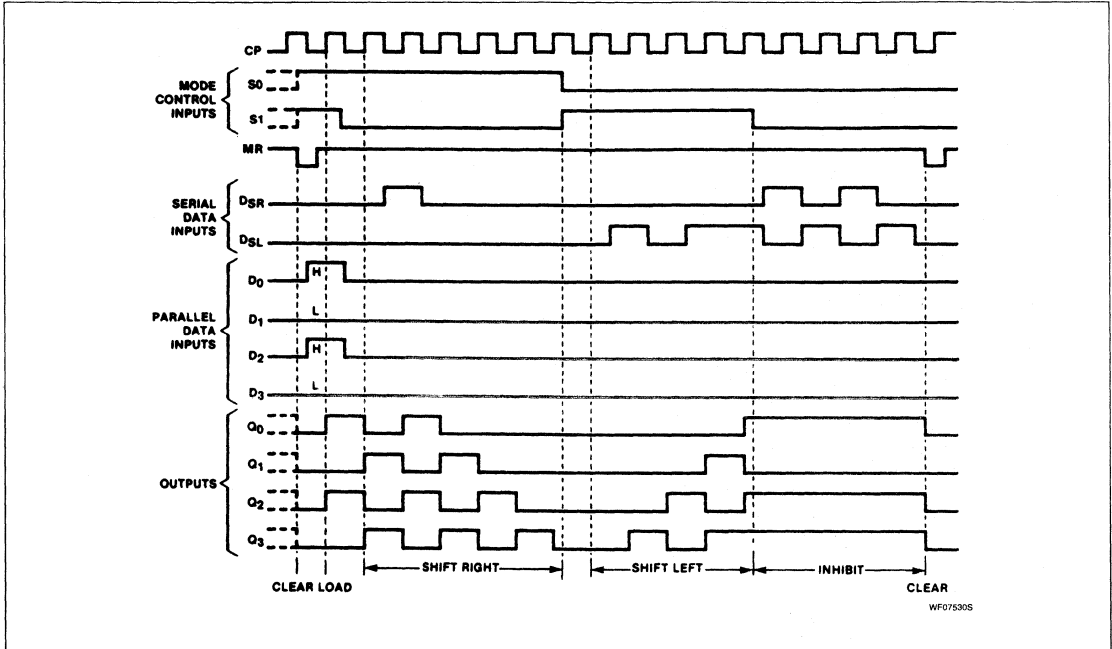 CP
MODE
CONTROL
INPUTS
S0
S1
MR
SERIAL
DATA
INPUTS
DSR
DSL
PARALLEL
DATA
INPUTS
D0
H
D1
L
D2
H
D3
L
OUTPUTS
Q0
Q1
Q2
Q3
CLEAR LOAD
SHIFT RIGHT
SHIFT LEFT
INHIBIT
CLEAR
WF07530S